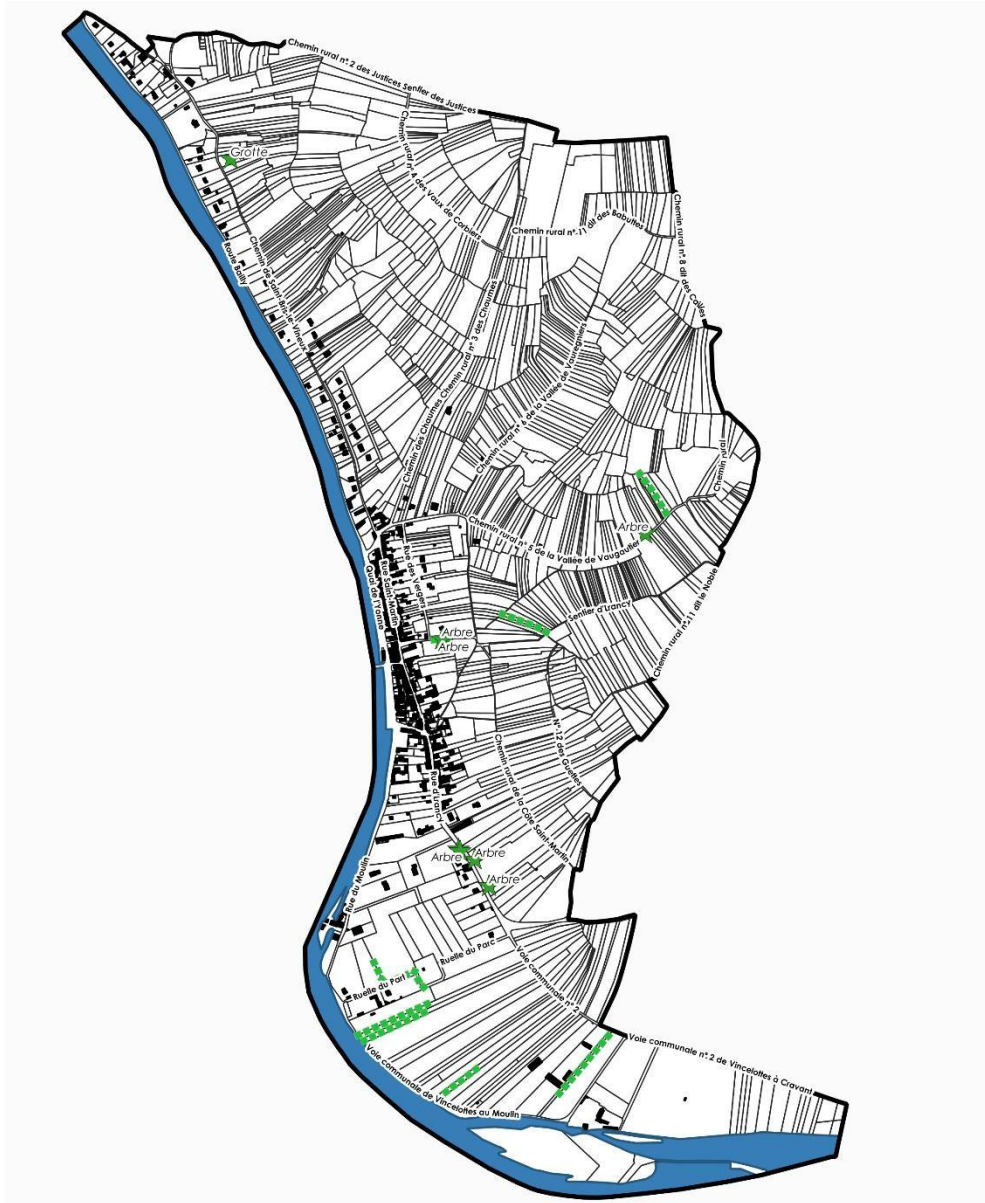 Chemin rural n°. 2 des Justices Sentier des Justices
Grotte
Chemin rural n° A des Vaux de Corbiers
Chemin rural n°. 11 dit des Babuttes
Chemin rural n°. 8 dit des Caillés
Route Bailly
Chemin de Saint-Bris-le-Vineux
Chemin des Chaumes
Chemin rural n° 3 des Chaumes
Chemin rural n° 6 de la Vallée de Vauregniers
Chemin rural
Chemin rural n° 5 de la Vallée de Vaugaulier
Arbre
Rue des Vergers
Rue Saint-Martin
Quai de l'Yonne
Sentier d'Irancy
Chemin rural n°.11 dit le Noble
Arbre
Arbre
N°.12 des Guettes
Chemin rural de la Côte Saint-Martin
Rue d'Irancy
Arbre
Arbre
Arbre
Rue du Moulin
Ruelle du Parc
Ruelle du Port
Voie communale n° 2
Voie communale n°. 2 de Vincelottes à Cravant
Voie communale de Vincelottes au Moulin